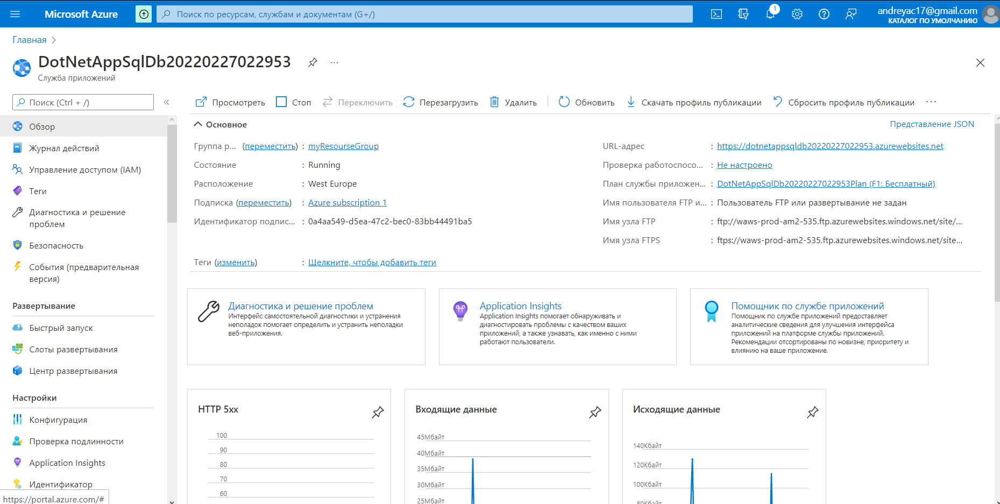 Microsoft Azure
Поиск по ресурсам, службам и документам (G+/)
1
andreyac17@gmail.com
КАТАЛОГ ПО УМОЛЧАНИЮ
Главная
DotNetAppSqlDb20220227022953
...
Служба приложений
Поиск (Ctrl + /)
«
Просмотреть
Стоп
Переключить
Перезагрузить
Удалить
Обновить
Скачать профиль публикации
Сбросить профиль публикации
...
Обзор
Журнал действий
Управление доступом (IAM)
Теги
Диагностика и решение
проблем
Безопасность
События (предварительная
версия)
Развертывание
Быстрый запуск
Слоты развертывания
Центр развертывания
Настройки
Конфигурация
Проверка подлинности
Application Insights
Идентификатор
https://portal.azure.com/#
Основное
Представление JSON
Группа р... (переместить) : myResourseGroup
Состояние : Running
Расположение : West Europe
Подписка (переместить) : Azure subscription 1
Идентификатор подпис... : 0a4aa549-d5ea-47c2-bec0-83bb44491ba5
URL-адрес : https://dotnetappsqldb20220227022953.azurewebsites.net
Проверка работоспосо... : Не настроено
План службы приложен... : DotNetAppSqlDb20220227022953Plan (F1: Бесплатный)
Имя пользователя FTP и... : Пользователь FTP или развертывание не задан
Имя узла FTP : ftp://waws-prod-am2-535.ftp.azurewebsites.windows.net/site/...
Имя узла FTPS : ftps://waws-prod-am2-535.ftp.azurewebsites.windows.net/site...
Теги (изменить) : Щелкните, чтобы добавить теги
Диагностика и решение проблем
Интерфейс самостоятельной диагностики и устранения
неполадок помогает определить и устранить неполадки
веб-приложения.
Application Insights
Application Insights помогает обнаруживать и
диагностировать проблемы с качеством ваших
приложений, а также узнавать, как именно с ними
работают пользователи.
Помощник по службе приложений
Помощник по службе приложений предоставляет
аналитические сведения для улучшения интерфейса
приложений на платформе службы приложений.
Рекомендации отсортированы по новизне, приоритету и
влиянию на ваше приложение.
HTTP 5xx
100
90
80
70
60
Входящие данные
45Мбайт
40Мбайт
35Мбайт
30Мбайт
25Мбайт
Исходящие данные
140Кбайт
120Кбайт
100Кбайт
80Кбайт